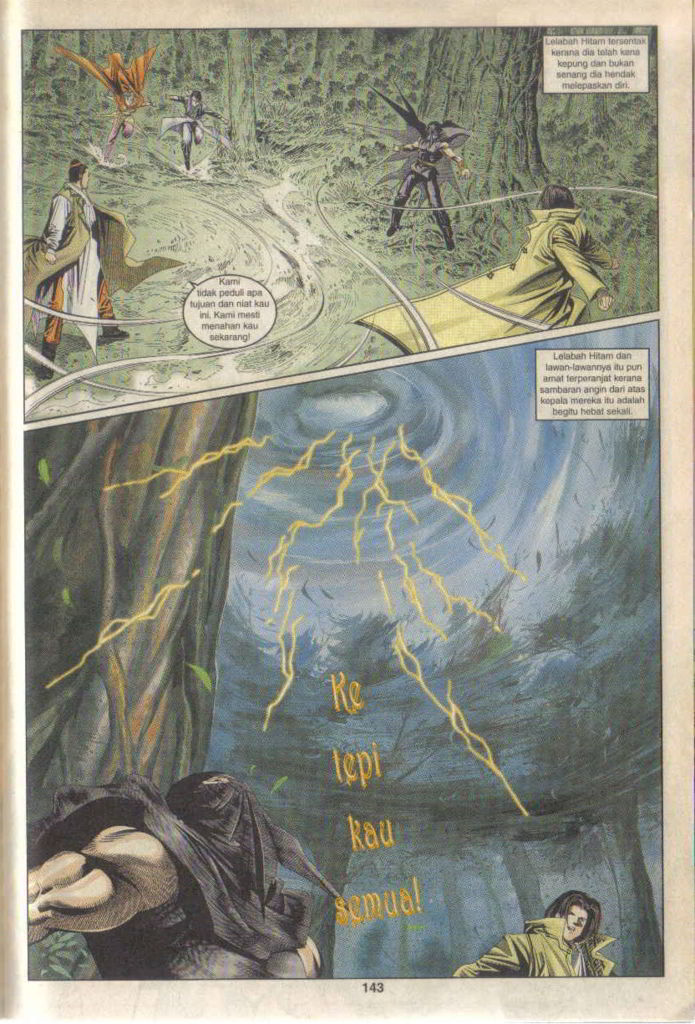 Lelabah Hitam tersentak
kerana dia telah kena
kepung dan bukan
senang dia hendak
melepaskan diri.
Kami
tidak peduli apa
tujuan dan niat kau
ini. Kami mesti
menahan kau
sekarang!
Lelabah Hitam dan
lawan-lawannya itu pun
amat terperanjat kerana
sambaran angin dari atas
kepala mereka itu adalah
begitu hebat sekali.
Ke
tepi
kau
semua!
143